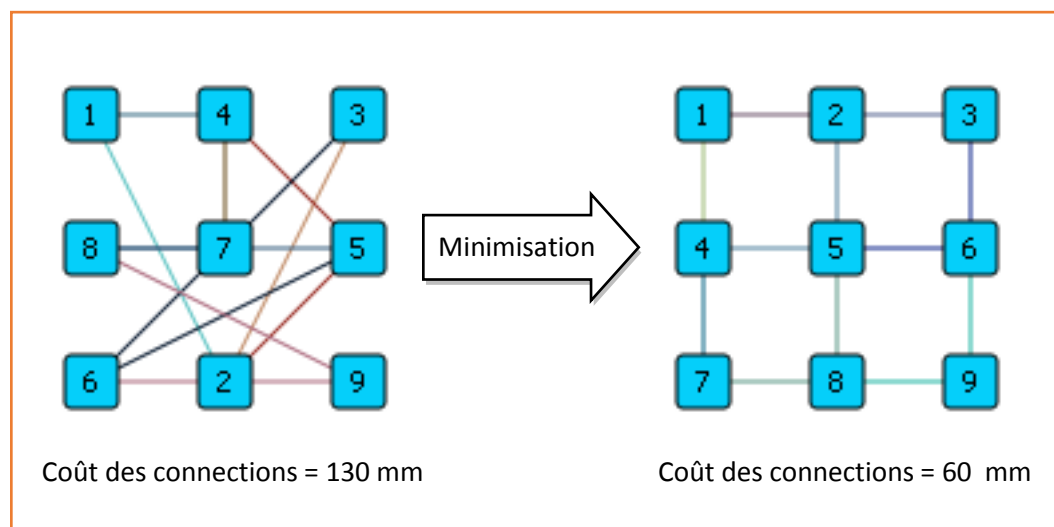 1 4 3 1 2 3
8 7 5 Minimisation 4 5 6
6 2 9 7 8 9
Coût des connections = 130 mm Coût des connections = 60 mm